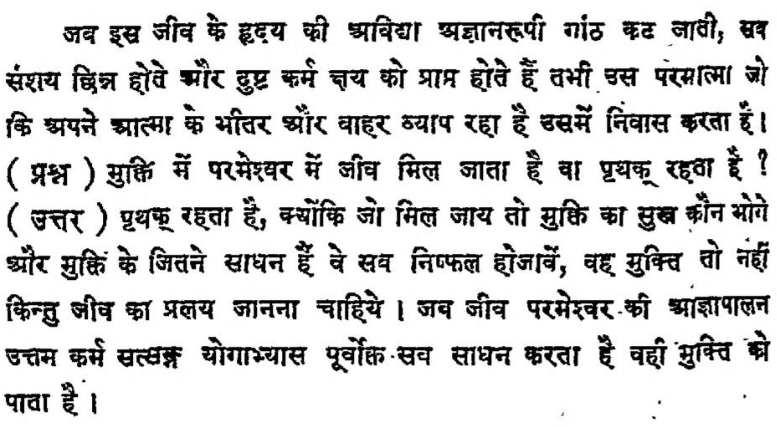 जब इस जीव के हृदय की अविद्या अज्ञानरूपी गांठ कट जाती, सब
संशय छिन्न होते और दुष्ट कर्म क्षय को प्राप्त होते हैं तभी उस परमात्मा जो
कि अपने आत्मा के भीतर और बाहर व्याप रहा है उसमें निवास करता है।
( प्रश्न ) मुक्ति में परमेश्वर में जीव मिल जाता है वा पृथक् रहता है ?
( उत्तर ) पृथक् रहता है, क्योंकि जो मिल जाय तो मुक्ति का सुख कौन भोगे
और मुक्ति के जितने साधन हैं वे सब निष्फल होजावें, वह मुक्ति तो नहीं
किन्तु जीव का प्रलय जानना चाहिये । जब जीव परमेश्वर की आज्ञापालन
उत्तम कर्म सत्सङ्ग योगाभ्यास पूर्वोक्त सब साधन करता है वही मुक्ति को
पाता है ।